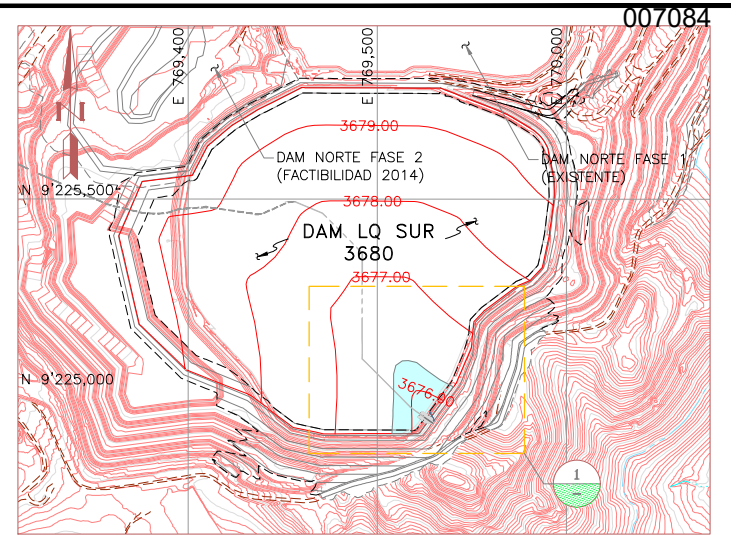 007084
E 769,400
E 769,500
E 770,000
N
3679.00
DAM NORTE FASE 2
(FACTIBILIDAD 2014)
DAM NORTE FASE 1
(EXISTENTE)
N 9'225,500
3678.00
DAM LQ SUR
3680
3677.00
N 9'225,000
3676.00
1